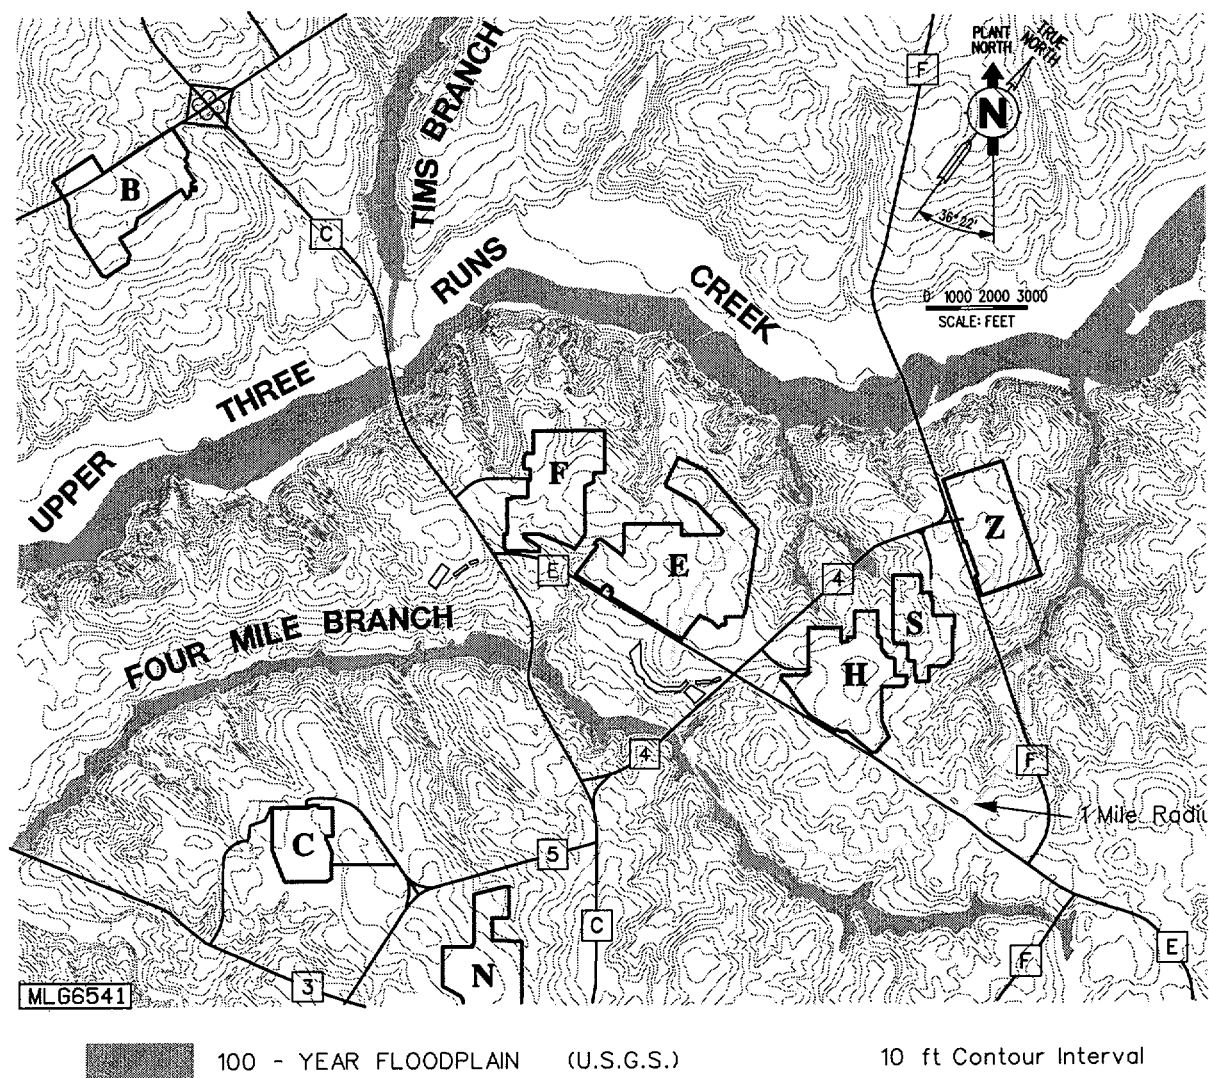 PLANT
NORTH
TRUE
NORTH
F
N
36° 22'
TIMS BRANCH
B
C
RUNS
CREEK
0 1000 2000 3000
SCALE: FEET
THREE
UPPER
F
Z
E
E
4
S
FOUR MILE BRANCH
H
4
F
1 Mile Radiu
C
5
N
C
F
E
3
MLG6541
100 - YEAR FLOODPLAIN (U.S.G.S.)
10 ft Contour Interval